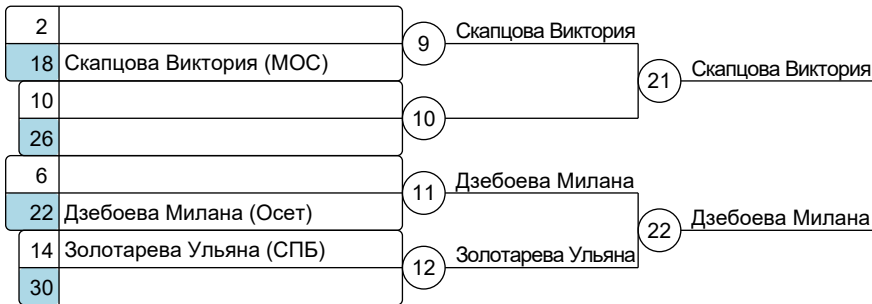 2
9 Скапцова Виктория
18 Скапцова Виктория (МОС)
21 Скапцова Виктория
10
10
26
6
11 Дзебоева Милана
22 Дзебоева Милана (Осет)
22 Дзебоева Милана
14 Золотарева Ульяна (СПБ)
12 Золотарева Ульяна
30